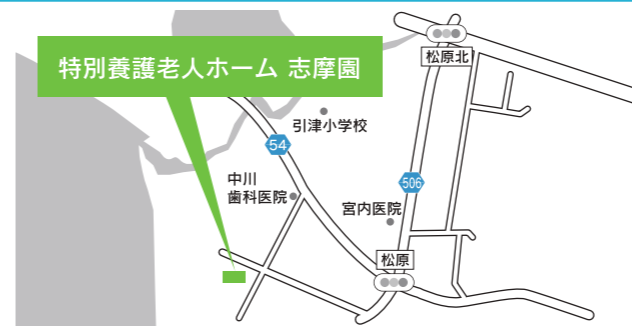 松原北
特別養護老人ホーム 志摩園
引津小学校
54
中川
歯科医院
506
宮内医院
松原